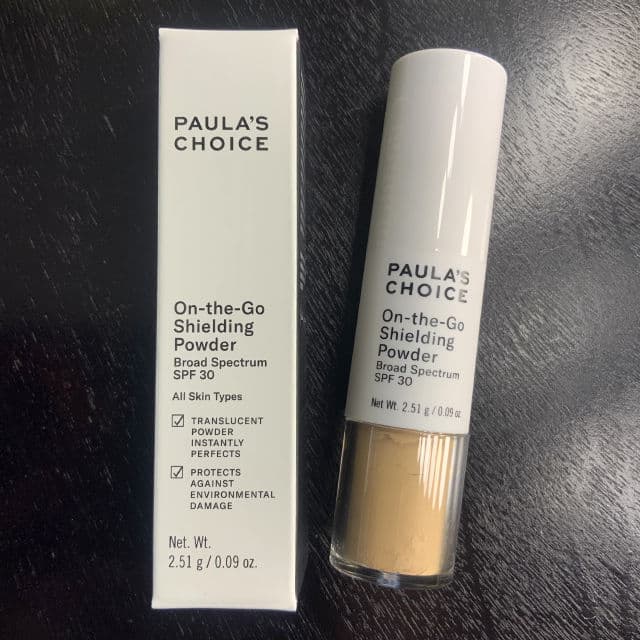 PAULA'S
CHOICE
On-the-Go
Shielding
Powder
Broad Spectrum
SPF 30
All Skin Types
TRANSLUCENT
POWDER
INSTANTLY
PERFECTS
PROTECTS
AGAINST
ENVIRONMENTAL
DAMAGE
Net. Wt.
2.51 g / 0.09 oz.
PAULA'S
CHOICE
On-the-Go
Shielding
Powder
Broad Spectrum
SPF 30
Net Wt. 2.51 g / 0.09 oz